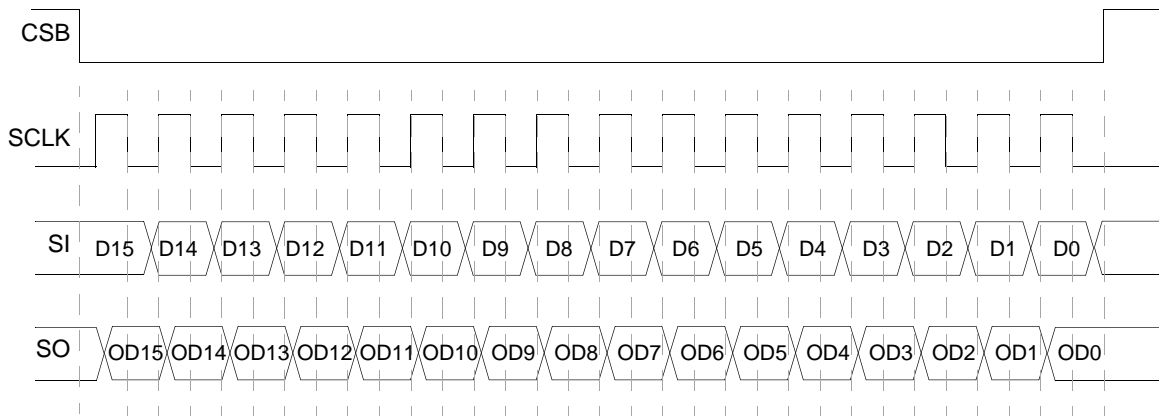 CSB
SCLK
SI D15 D14 D13 D12 D11 D10 D9 D8 D7 D6 D5 D4 D3 D2 D1 D0
SO OD15 OD14 OD13 OD12 OD11 OD10 OD9 OD8 OD7 OD6 OD5 OD4 OD3 OD2 OD1 OD0